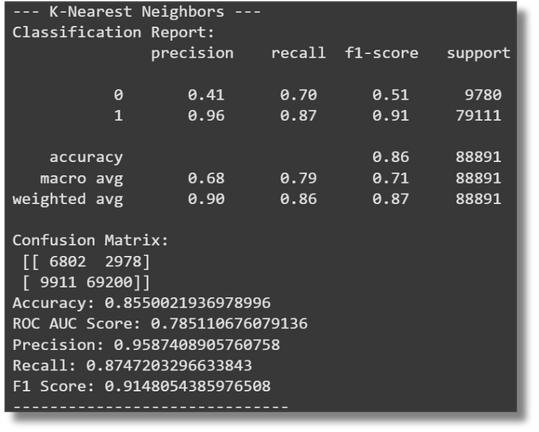 --- K-Nearest Neighbors ---
Classification Report:
precision recall f1-score support
0 0.41 0.70 0.51 9780
1 0.96 0.87 0.91 79111
accuracy 0.86 88891
macro avg 0.68 0.79 0.71 88891
weighted avg 0.90 0.86 0.87 88891
Confusion Matrix:
[[ 6802 2978]
[ 9911 69200]]
Accuracy: 0.8550021936978996
ROC AUC Score: 0.785110676079136
Precision: 0.9587408905760758
Recall: 0.8747203296633843
F1 Score: 0.9148054385976508
------------------------------